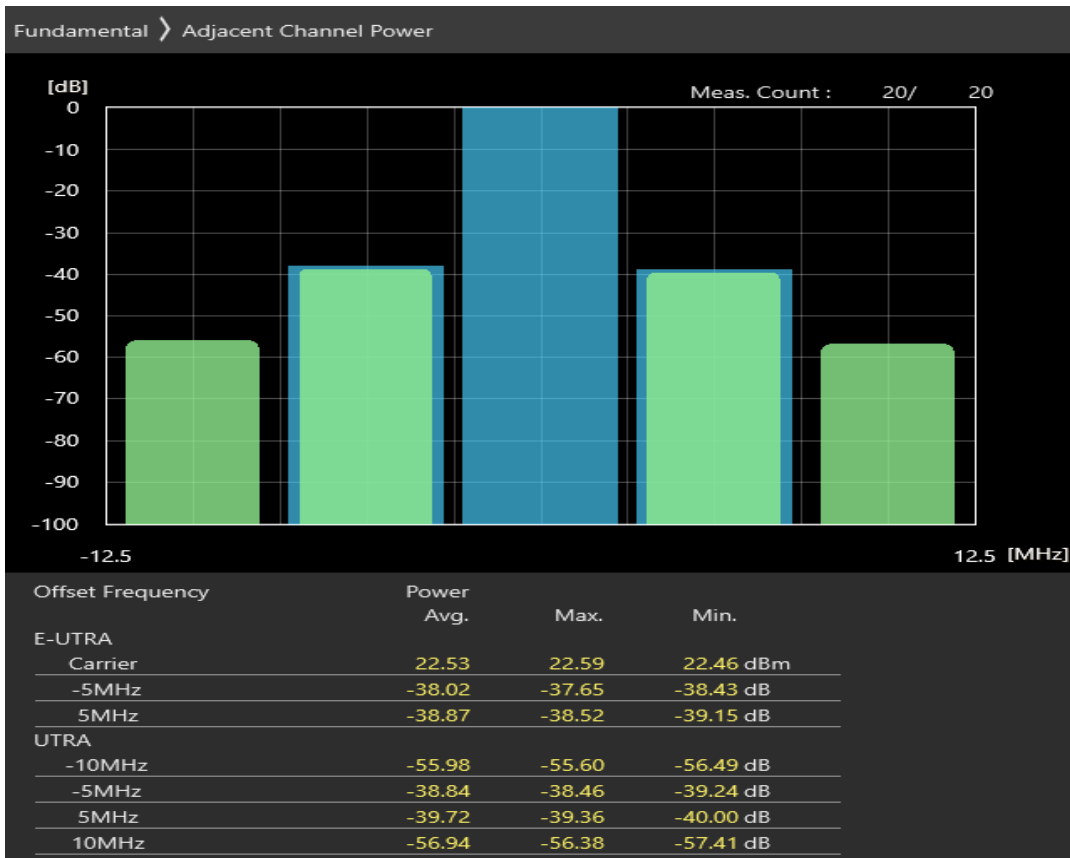 Fundamental 〉 Adjacent Channel Power
[dB]
Meas. Count : 20/ 20
0
-10
-20
-30
-40
-50
-60
-70
-80
-90
-100
-12.5 12.5 [MHz]
Offset Frequency Power
Avg. Max. Min.
E-UTRA
Carrier 22.53 22.59 22.46 dBm
-5MHz -38.02 -37.65 -38.43 dB
5MHz -38.87 -38.52 -39.15 dB
UTRA
-10MHz -55.98 -55.60 -56.49 dB
-5MHz -38.84 -38.46 -39.24 dB
5MHz -39.72 -39.36 -40.00 dB
10MHz -56.94 -56.38 -57.41 dB